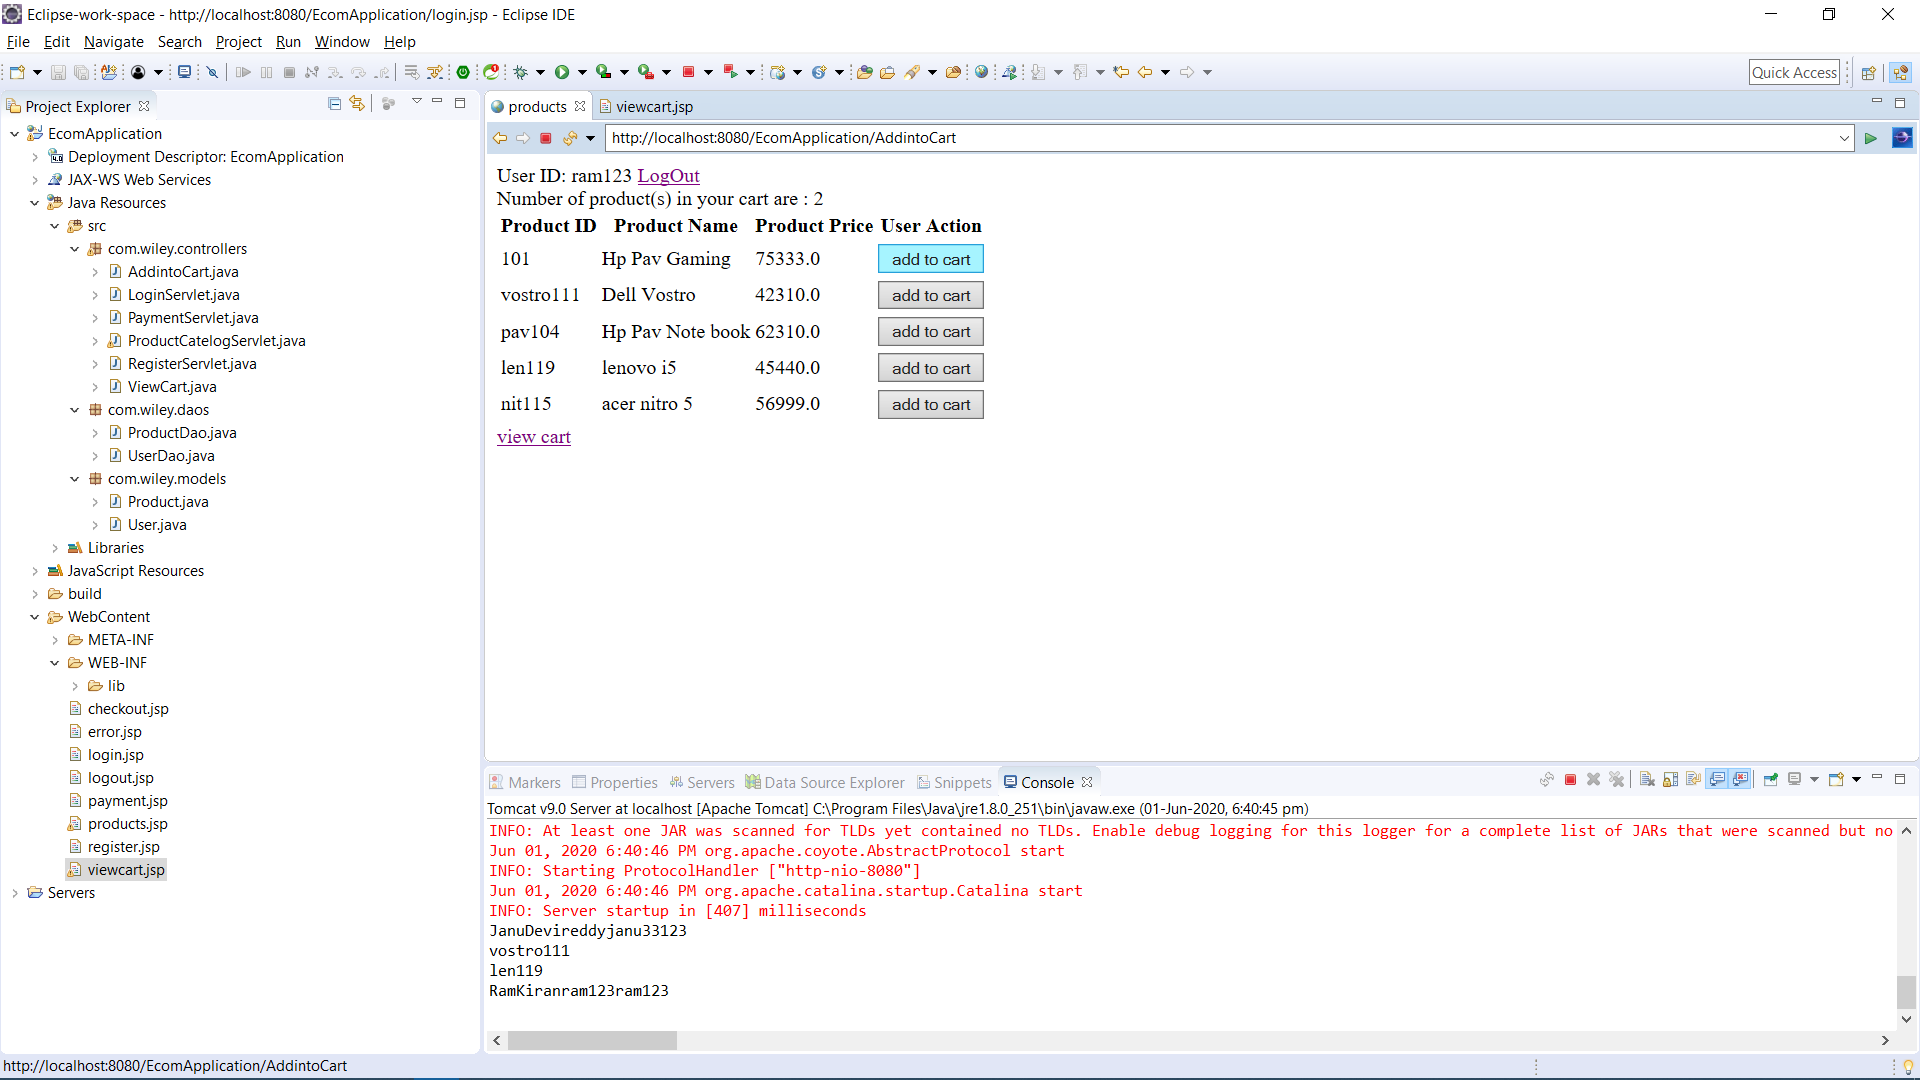 Eclipse-work-space - http://localhost:8080/EcomApplication/login.jsp - Eclipse IDE
File Edit Navigate Search Project Run Window Help
Quick Access
Project Explorer
EcomApplication
Deployment Descriptor: EcomApplication
JAX-WS Web Services
Java Resources
src
com.wiley.controllers
AddintoCart.java
LoginServlet.java
PaymentServlet.java
ProductCatelogServlet.java
RegisterServlet.java
ViewCart.java
com.wiley.daos
ProductDao.java
UserDao.java
com.wiley.models
Product.java
User.java
Libraries
JavaScript Resources
build
WebContent
META-INF
WEB-INF
lib
checkout.jsp
error.jsp
login.jsp
logout.jsp
payment.jsp
products.jsp
register.jsp
viewcart.jsp
Servers
products viewcart.jsp
http://localhost:8080/EcomApplication/AddintoCart
User ID: ram123 LogOut
Number of product(s) in your cart are : 2
Product ID Product Name Product Price User Action
101 Hp Pav Gaming 75333.0 add to cart
vostro111 Dell Vostro 42310.0 add to cart
pav104 Hp Pav Note book 62310.0 add to cart
len119 lenovo i5 45440.0 add to cart
nit115 acer nitro 5 56999.0 add to cart
view cart
Markers Properties Servers Data Source Explorer Snippets Console
Tomcat v9.0 Server at localhost [Apache Tomcat] C:\Program Files\Java\jre1.8.0_251\bin\javaw.exe (01-Jun-2020, 6:40:45 pm)
INFO: At least one JAR was scanned for TLDs yet contained no TLDs. Enable debug logging for this logger for a complete list of JARs that were scanned but no
Jun 01, 2020 6:40:46 PM org.apache.coyote.AbstractProtocol start
INFO: Starting ProtocolHandler ["http-nio-8080"]
Jun 01, 2020 6:40:46 PM org.apache.catalina.startup.Catalina start
INFO: Server startup in [407] milliseconds
JanuDevireddyjanu33123
vostro111
len119
RamKiranram123ram123
http://localhost:8080/EcomApplication/AddintoCart